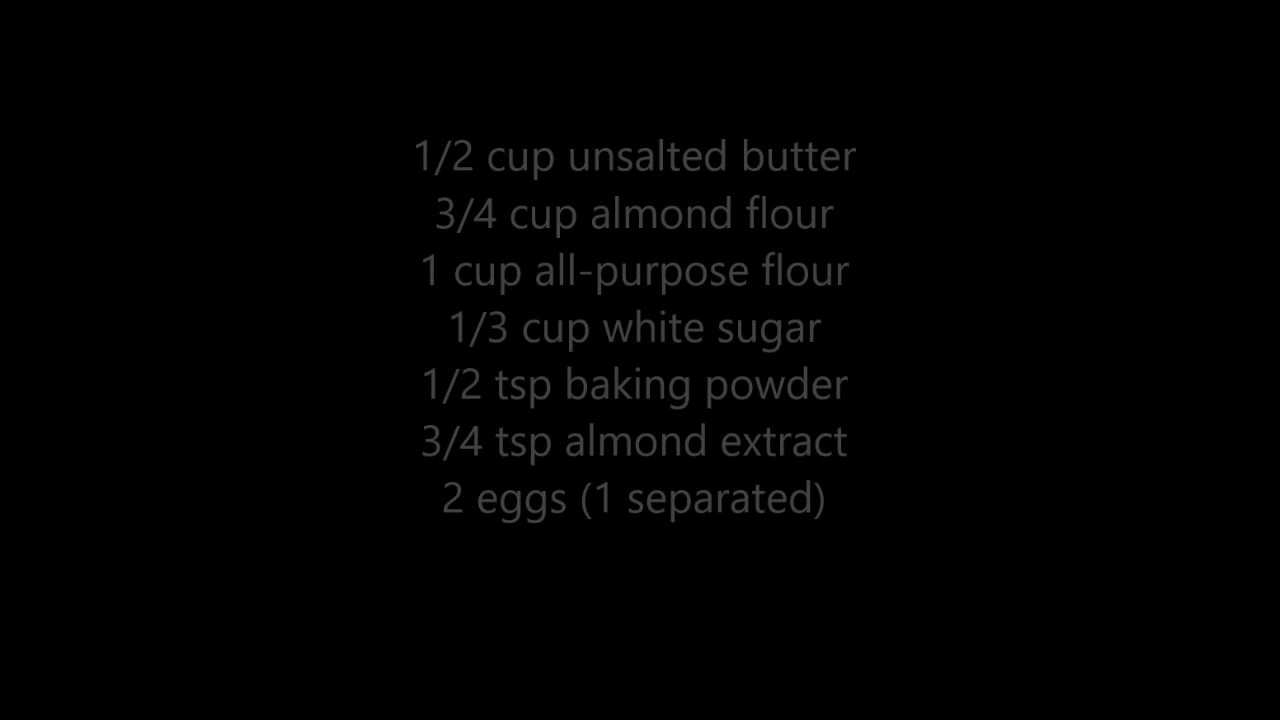 1/2 cup unsalted butter
3/4 cup almond flour
1 cup all-purpose flour
1/3 cup white sugar
1/2 tsp baking powder
3/4 tsp almond extract
2 eggs (1 separated)